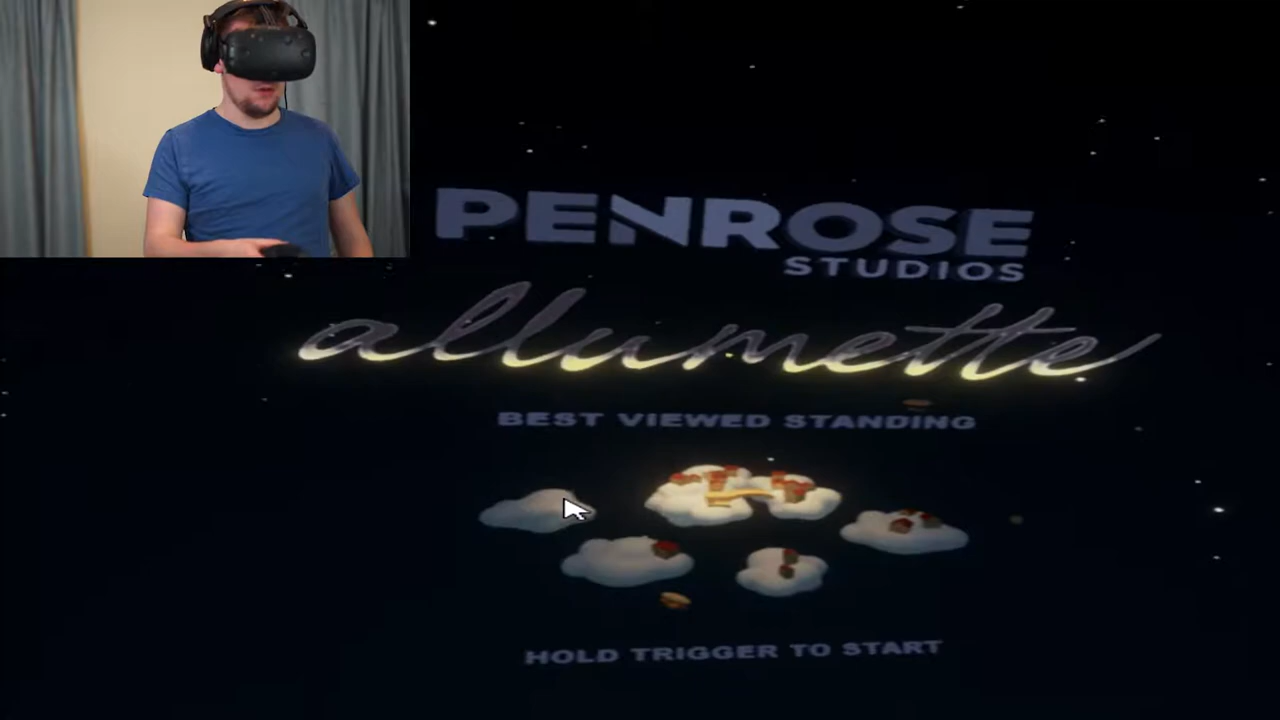 PENROSE
STUDIOS
allumette
BEST VIEWED STANDING
HOLD TRIGGER TO START